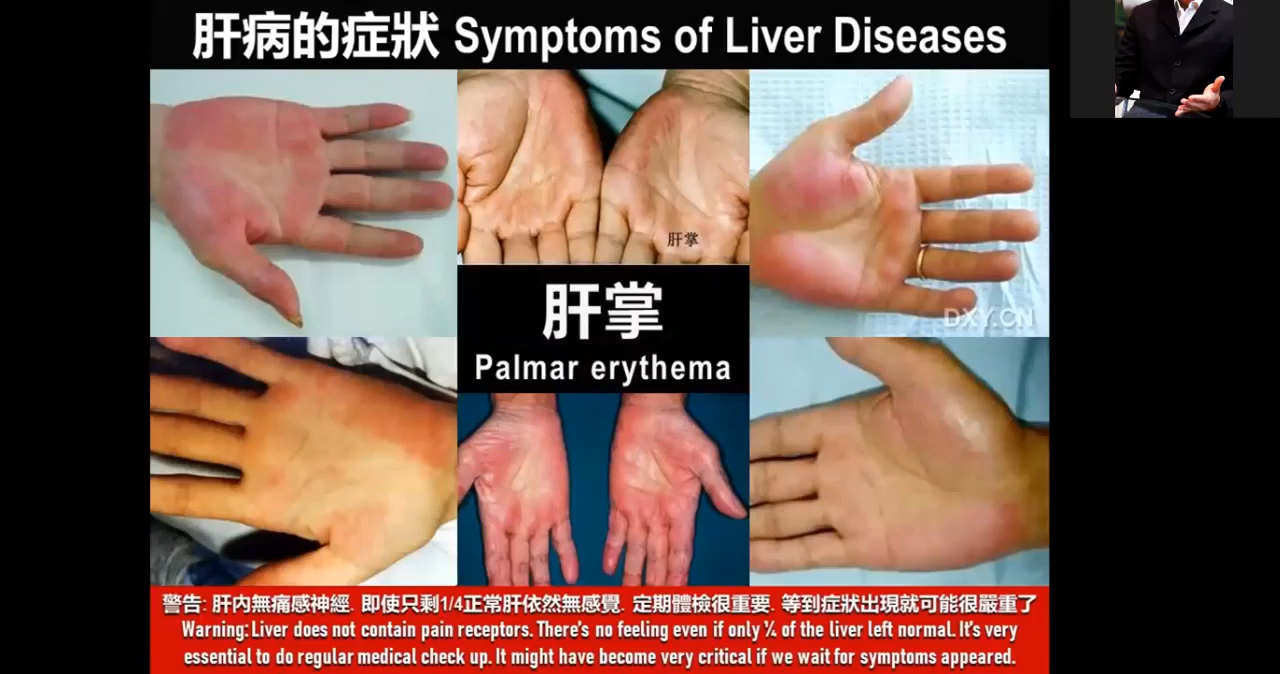 肝病的症狀 Symptoms of Liver Diseases
肝掌
DXY.CN
肝掌
Palmar erythema
警告: 肝内無痛感神經. 即使只剩1/4正常肝依然無感覺. 定期體檢很重要. 等到症狀出現就可能很嚴重了
Warning: Liver does not contain pain receptors. There's no feeling even if only ¼ of the liver left normal. It's very
essential to do regular medical check up. It might have become very critical if we wait for symptoms appeared.